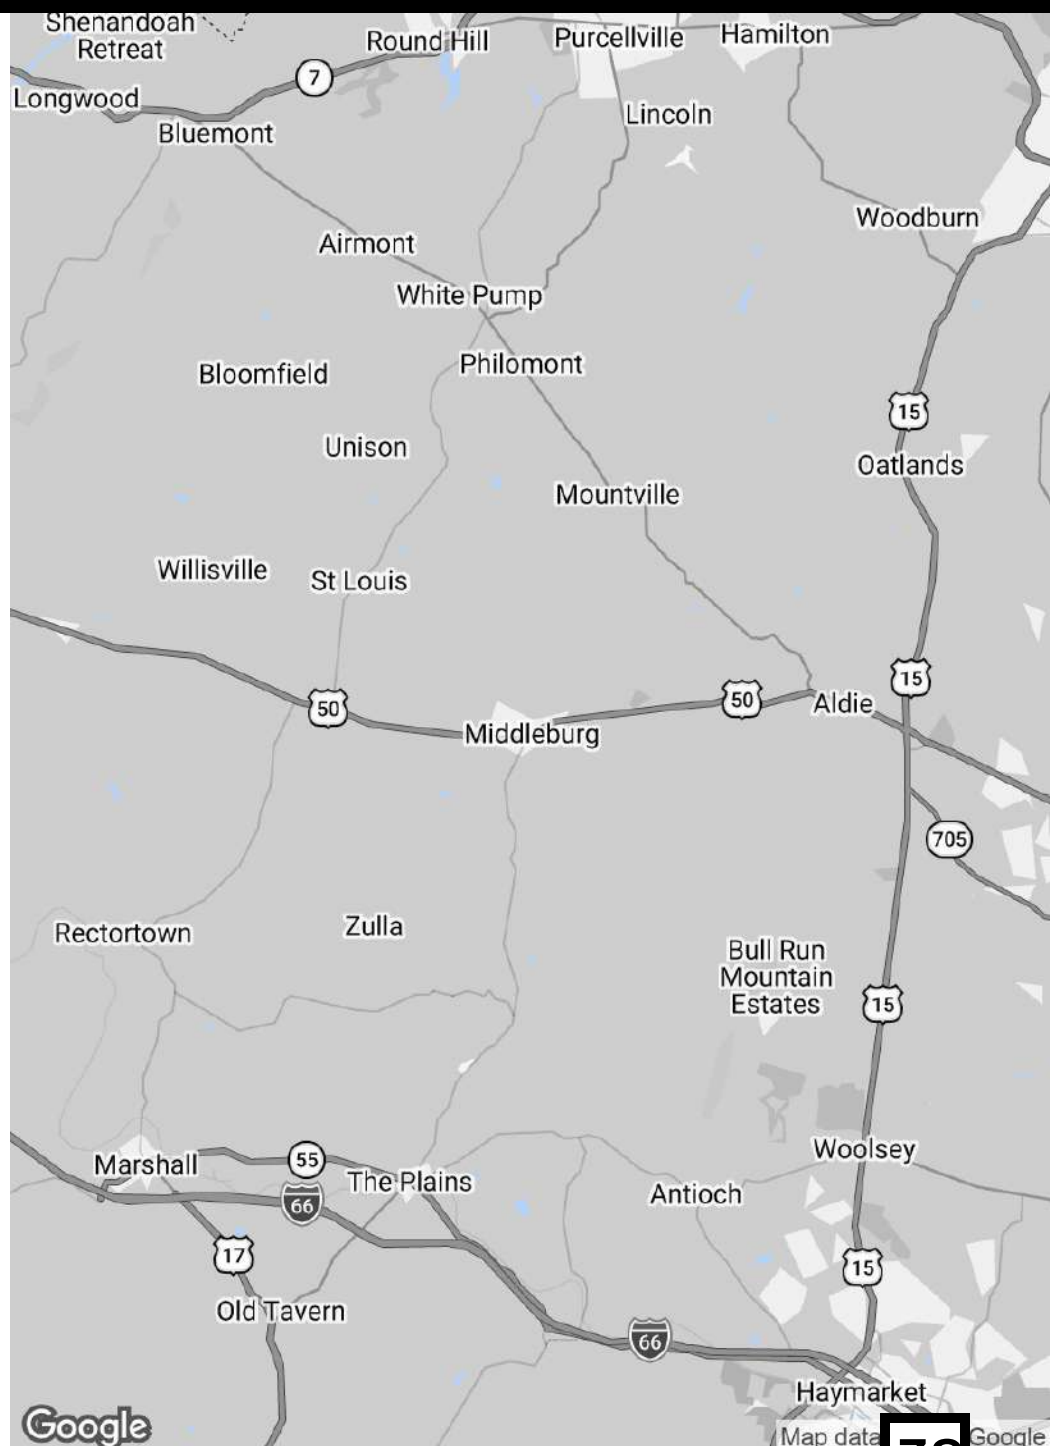 Shenandoah
Retreat
Round Hill
Purcellville
Hamilton
7
Longwood
Bluemont
Lincoln
Woodburn
Airmont
White Pump
Philomont
Bloomfield
15
Unison
Oatlands
Mountville
Willisville
St Louis
15
50
50
Aldie
Middleburg
705
Rectortown
Zulla
Bull Run
Mountain
Estates
15
Woolsey
55
Marshall
The Plains
Antioch
66
17
15
Old Tavern
66
Haymarket
Google
Map data
Google